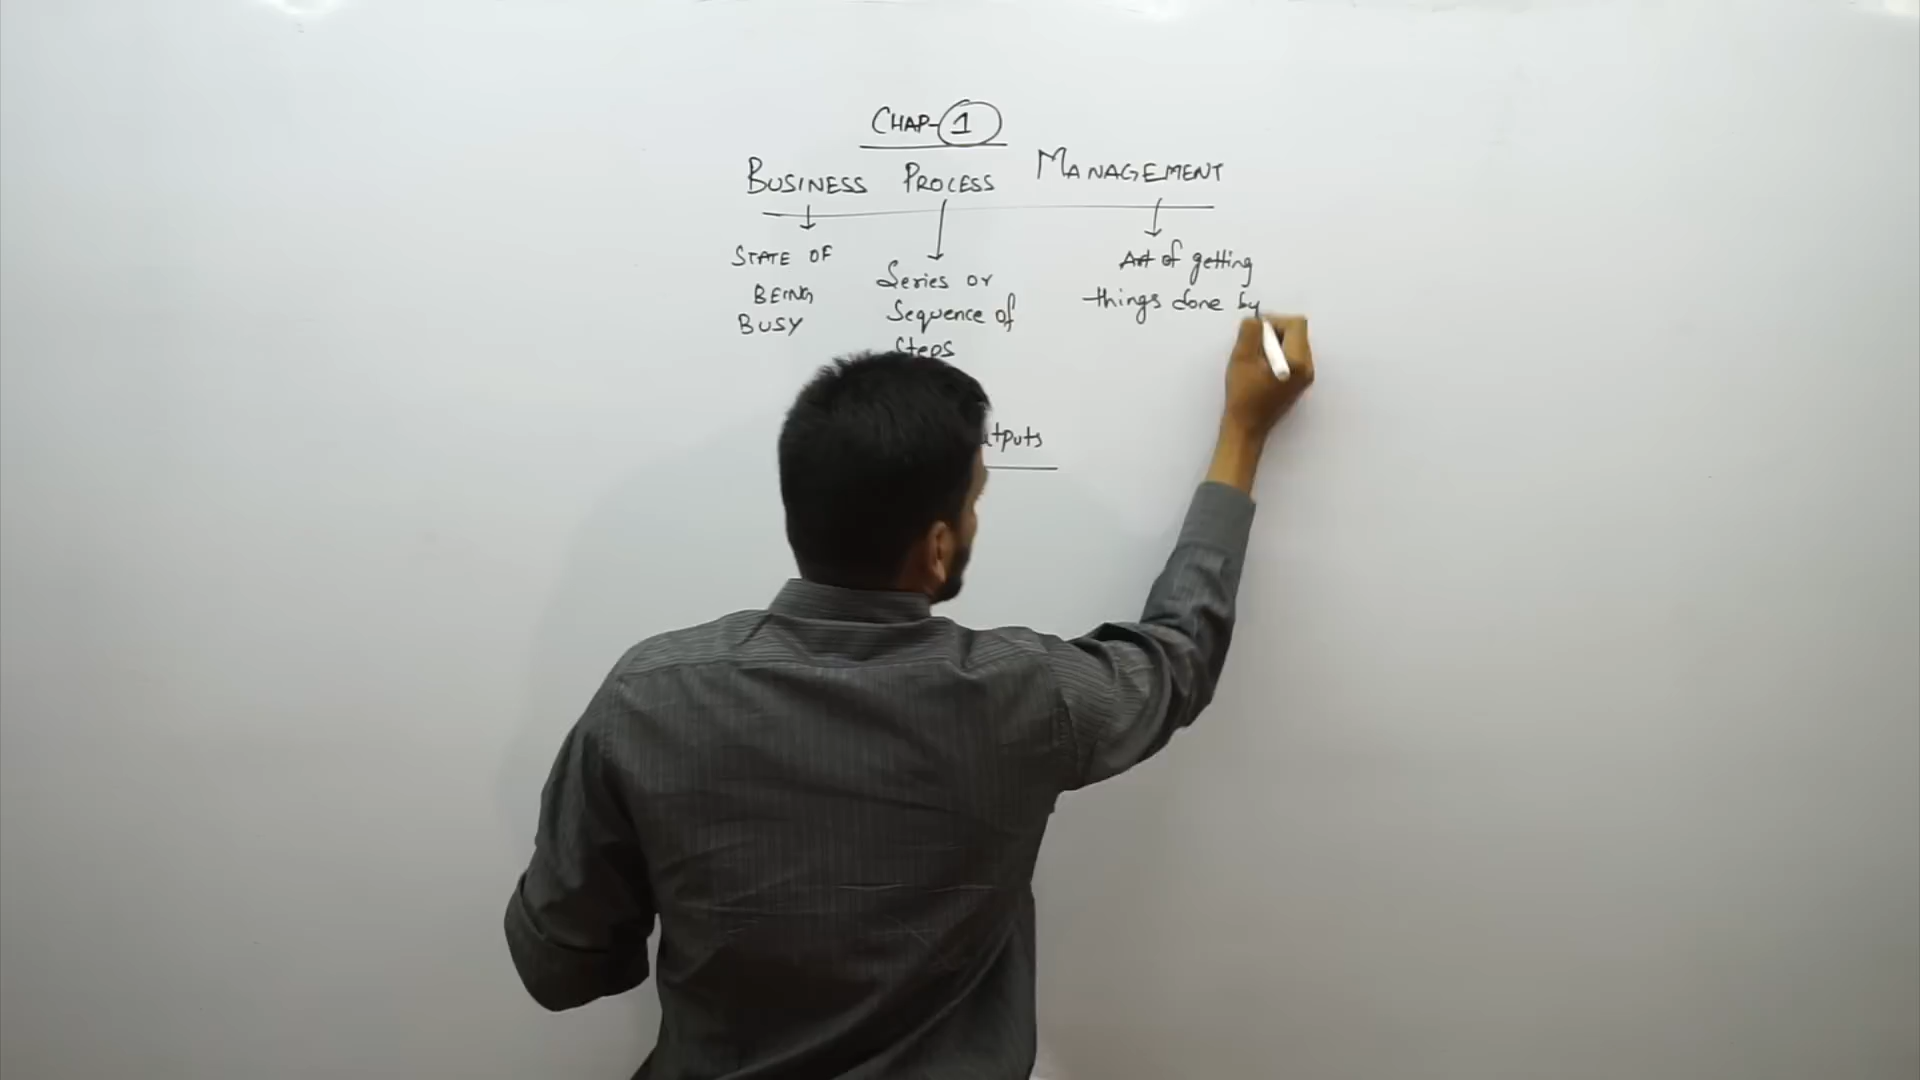 CHAP-1
BUSINESS PROCESS MANAGEMENT
STATE OF
BEING
BUSY
Series or
Sequence of
Steps
Art of getting
things done by